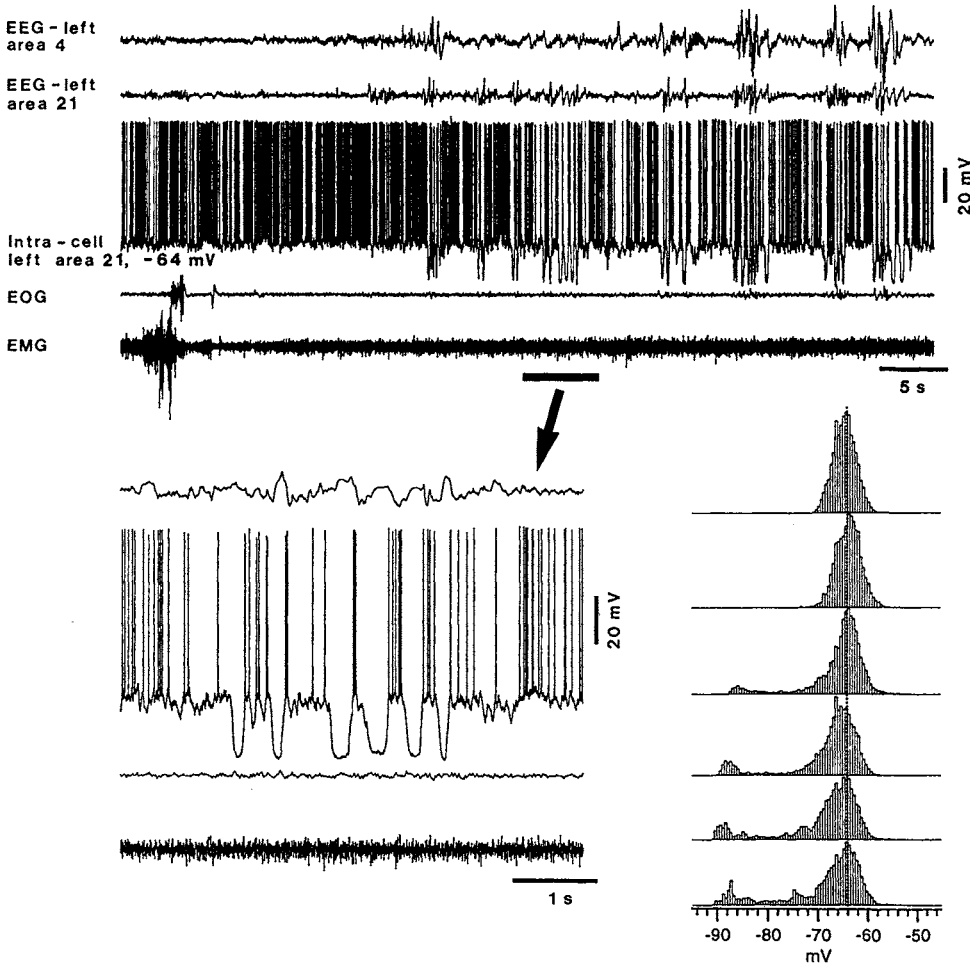 EEG - left
area 4
EEG - left
area 21
20 mV
Intra - cell
left area 21, -64 mV
EOG
EMG
5 s
20 mV
1 s
-90 -80 -70 -60 -50
mV